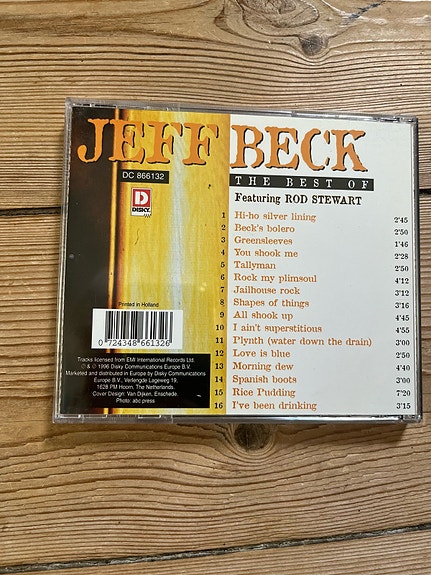 JEFF BECK
DC 866132
THE BEST OF
Featuring ROD STEWART
D
DISKY
1 Hi-ho silver lining 2'45
2 Beck's bolero 2'50
3 Greensleeves 1'46
4 You shook me 2'28
5 Tallyman 2'50
6 Rock my plimsoul 4'12
7 Jailhouse rock 3'12
8 Shapes of things 3'16
9 All shook up 4'45
10 I ain't superstitious 4'55
11 Plynth (water down the drain) 3'00
12 Love is blue 2'50
13 Morning dew 4'40
14 Spanish boots 3'00
15 Rice Pudding 7'20
16 I've been drinking 3'15
Printed in Holland
0 724348 661326
Tracks licensed from EMI International Records Ltd.
℗ & © 1996 Disky Communications Europe B.V.
Marketed and distributed in Europe by Disky Communications
Europe B.V., Verlengde Lageweg 19,
1628 PM Hoorn, The Netherlands.
Cover Design: Van Dijken, Enschede.
Photo: abc press